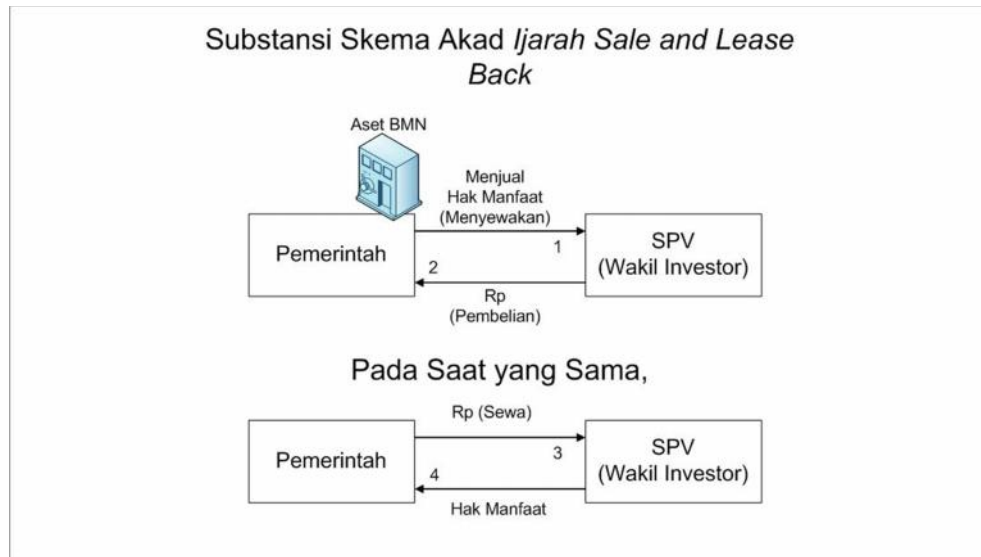 Substansi Skema Akad Ijarah Sale and Lease
Back
Aset BMN
Menjual
Hak Manfaat
(Menyewakan)
1
Pemerintah
SPV
(Wakil Investor)
2
Rp
(Pembelian)
Pada Saat yang Sama,
Rp (Sewa)
3
Pemerintah
SPV
(Wakil Investor)
4
Hak Manfaat